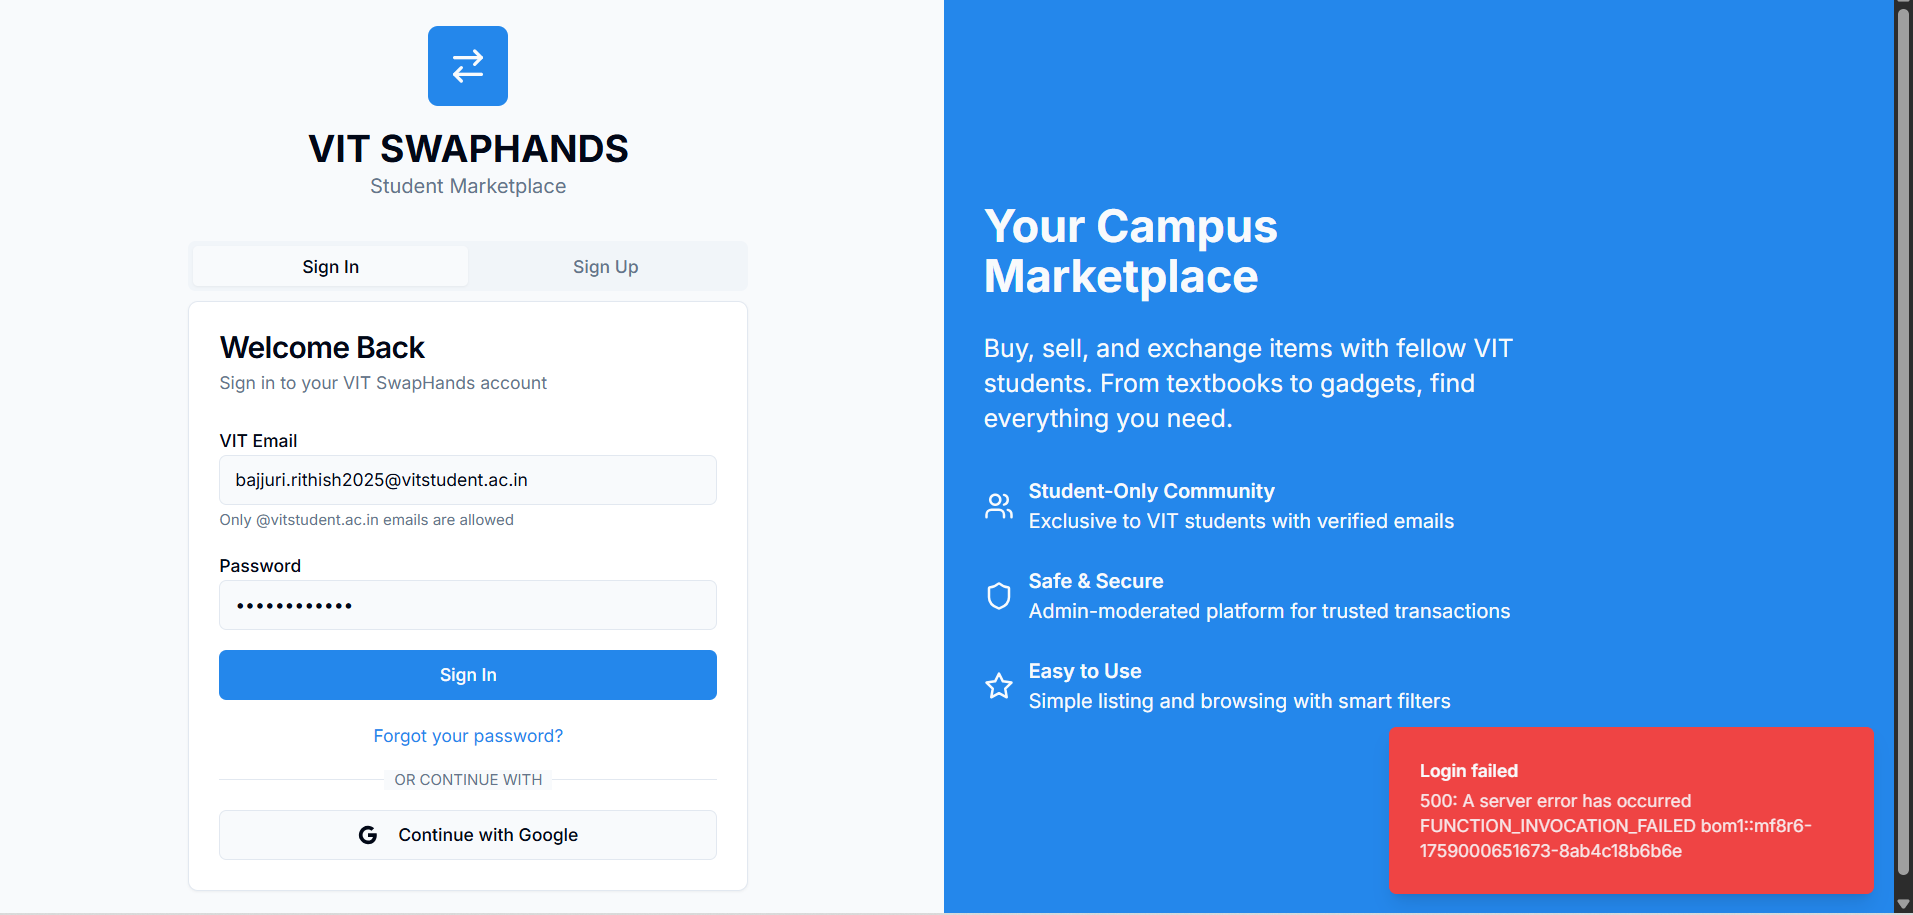 VIT SWAPHANDS
Student Marketplace
Sign In
Sign Up
Welcome Back
Sign in to your VIT SwapHands account
VIT Email
bajjuri.rithish2025@vitstudent.ac.in
Only @vitstudent.ac.in emails are allowed
Password
••••••••••••
Sign In
Forgot your password?
OR CONTINUE WITH
G Continue with Google
Your Campus
Marketplace
Buy, sell, and exchange items with fellow VIT
students. From textbooks to gadgets, find
everything you need.
Student-Only Community
Exclusive to VIT students with verified emails
Safe & Secure
Admin-moderated platform for trusted transactions
Easy to Use
Simple listing and browsing with smart filters
Login failed
500: A server error has occurred
FUNCTION_INVOCATION_FAILED bom1::mf8r6-
1759000651673-8ab4c18b6b6e